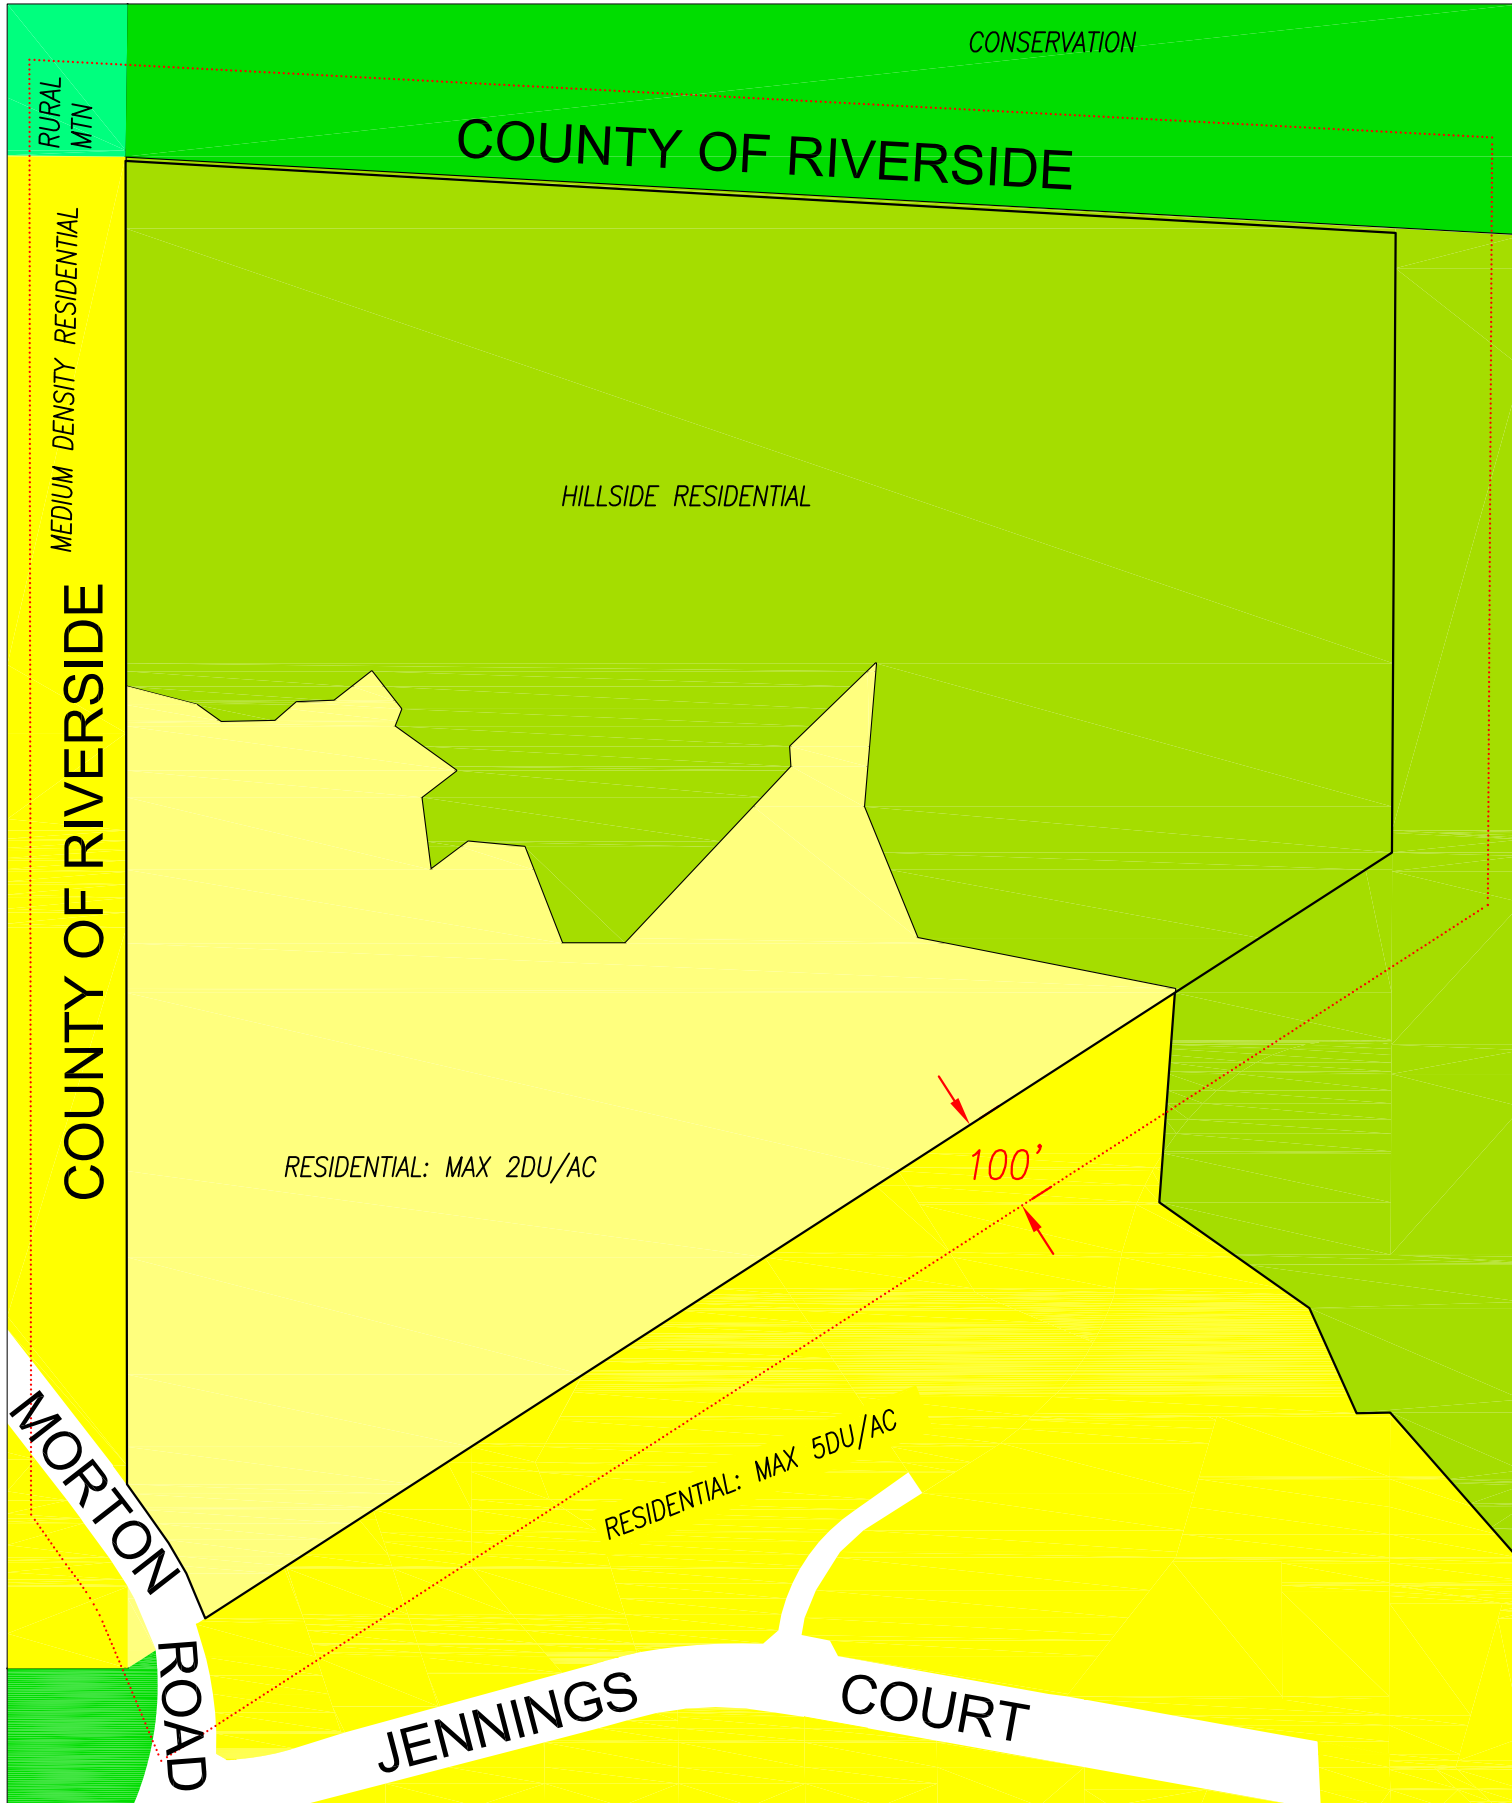 CONSERVATION
RURAL
MTN
COUNTY OF RIVERSIDE
MEDIUM DENSITY RESIDENTIAL
HILLSIDE RESIDENTIAL
COUNTY OF RIVERSIDE
100'
RESIDENTIAL: MAX 2DU/AC
RESIDENTIAL: MAX 5DU/AC
MORTON ROAD
JENNINGS COURT